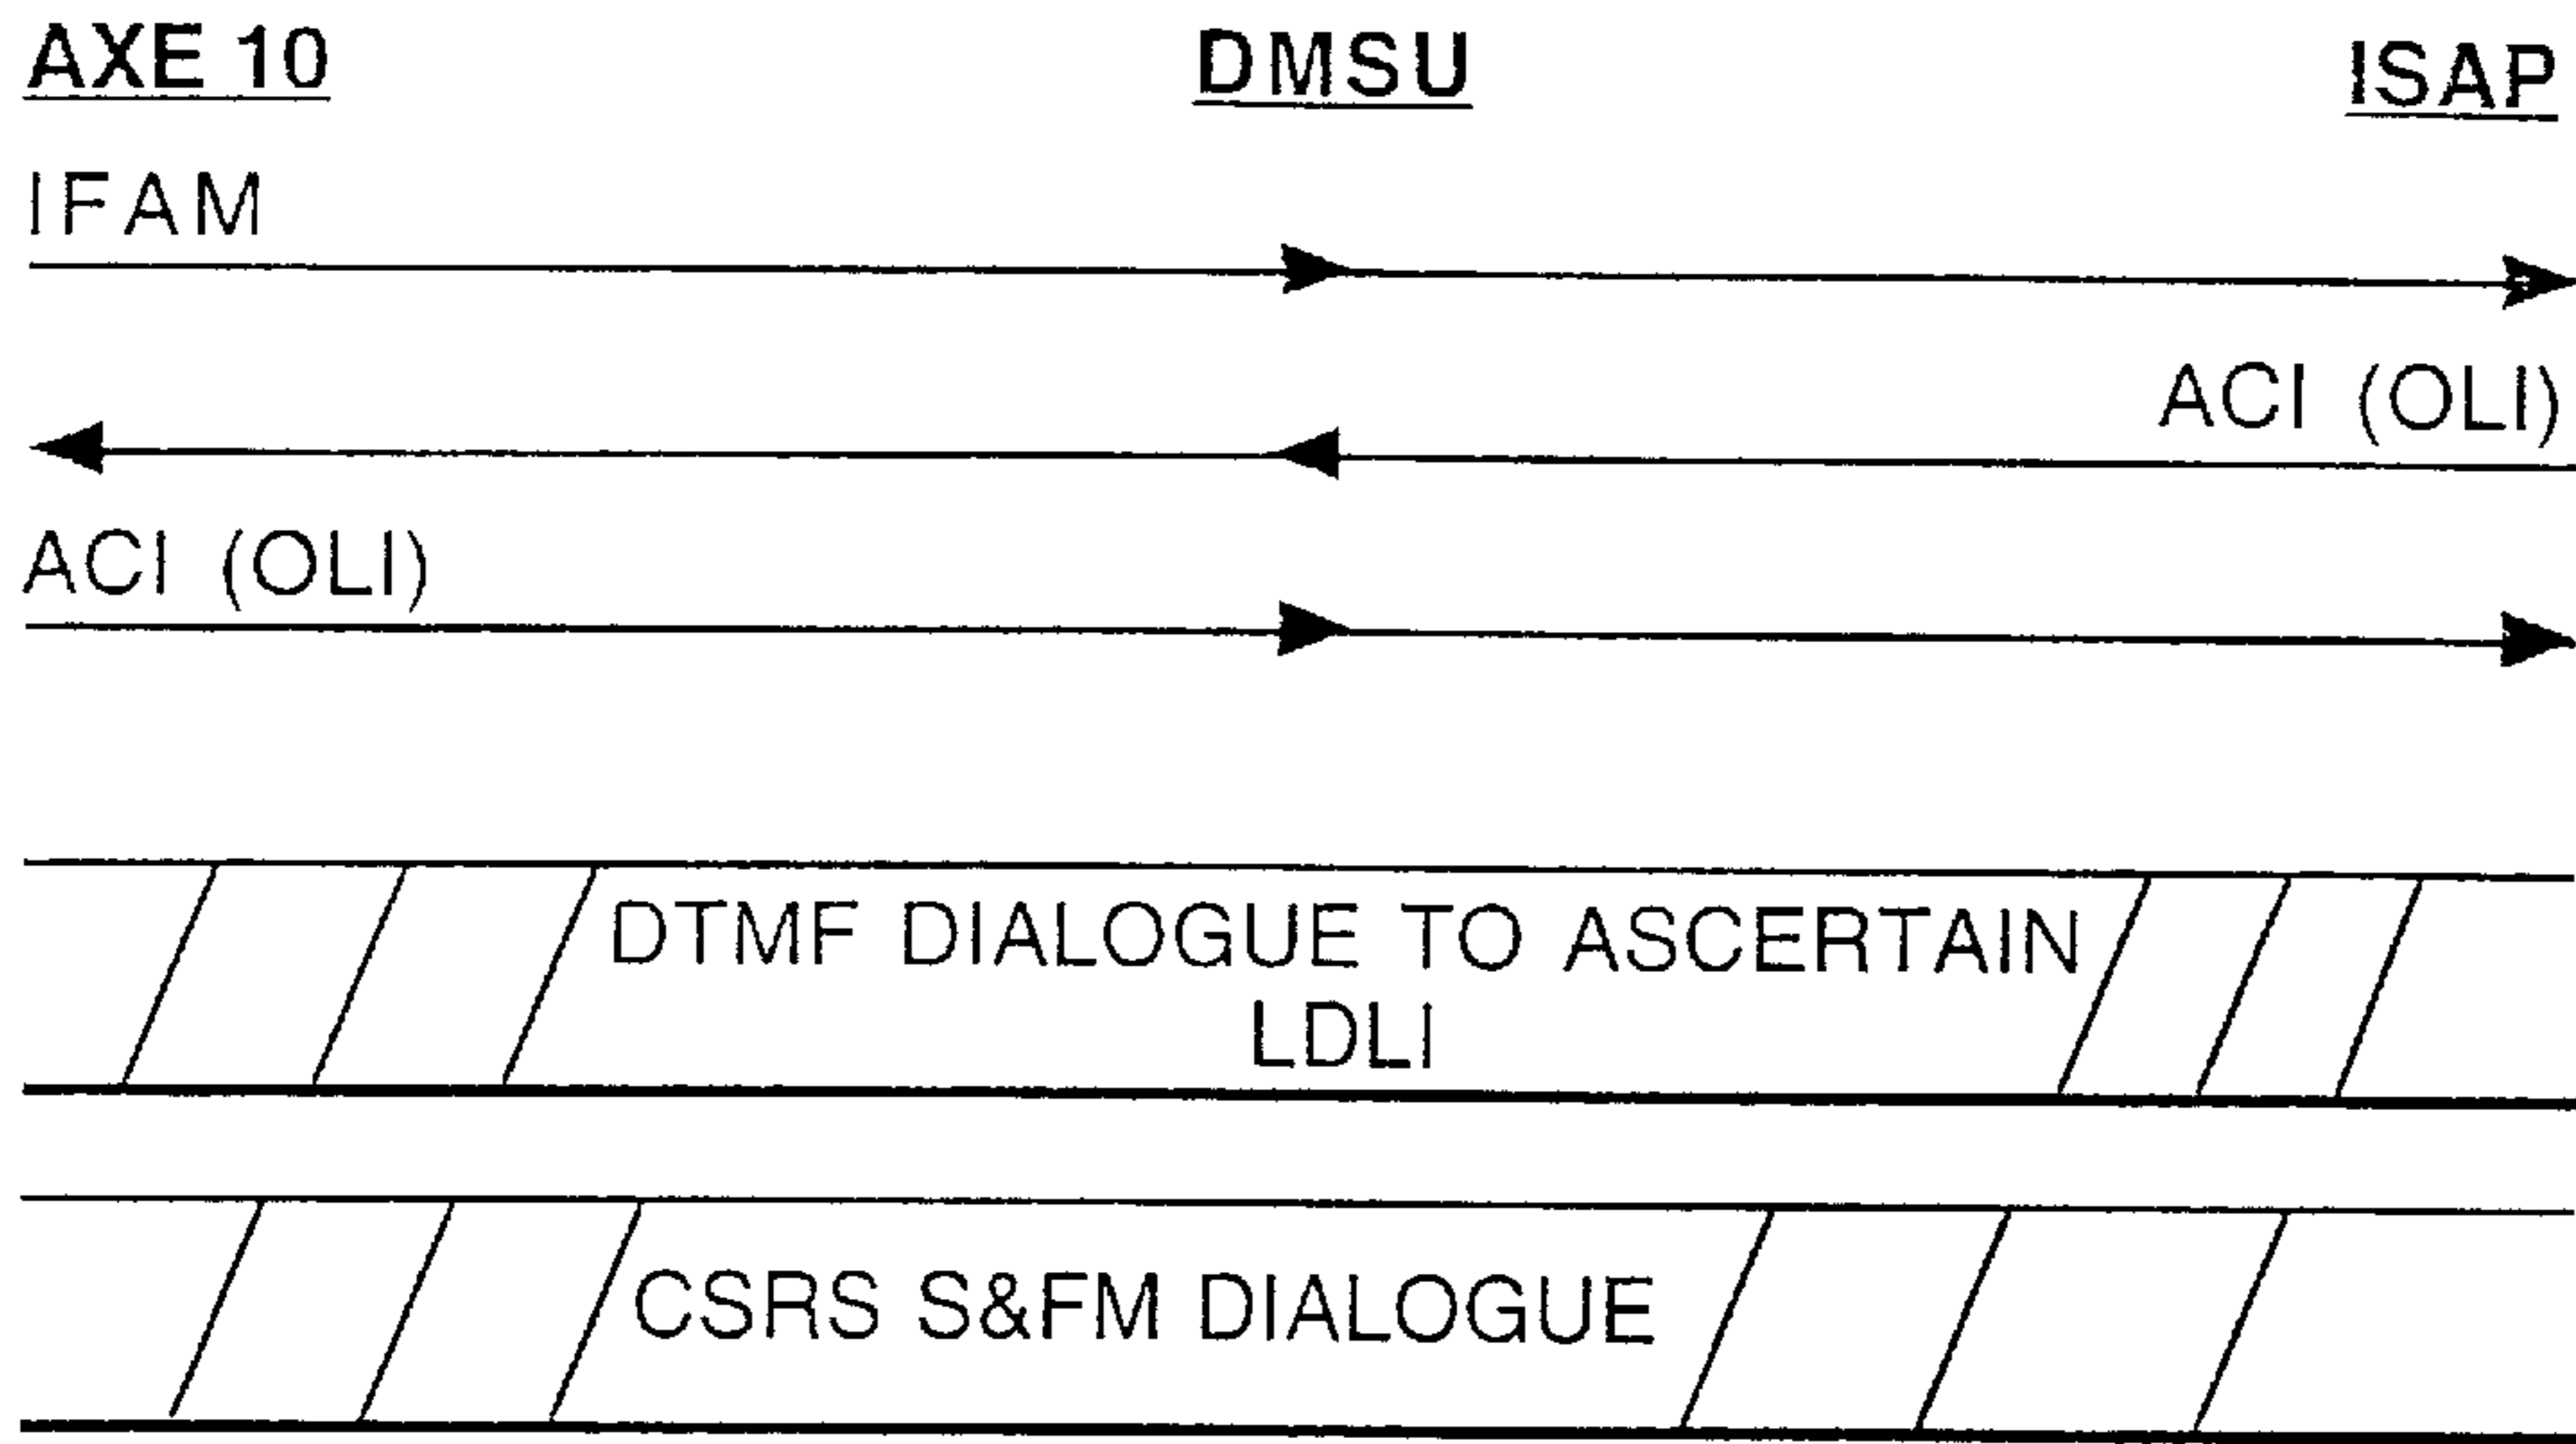 AXE 10 DMSU ISAP
IFAM
ACI (OLI)
ACI (OLI)
DTMF DIALOGUE TO ASCERTAIN
LDLI
CSRS S&FM DIALOGUE